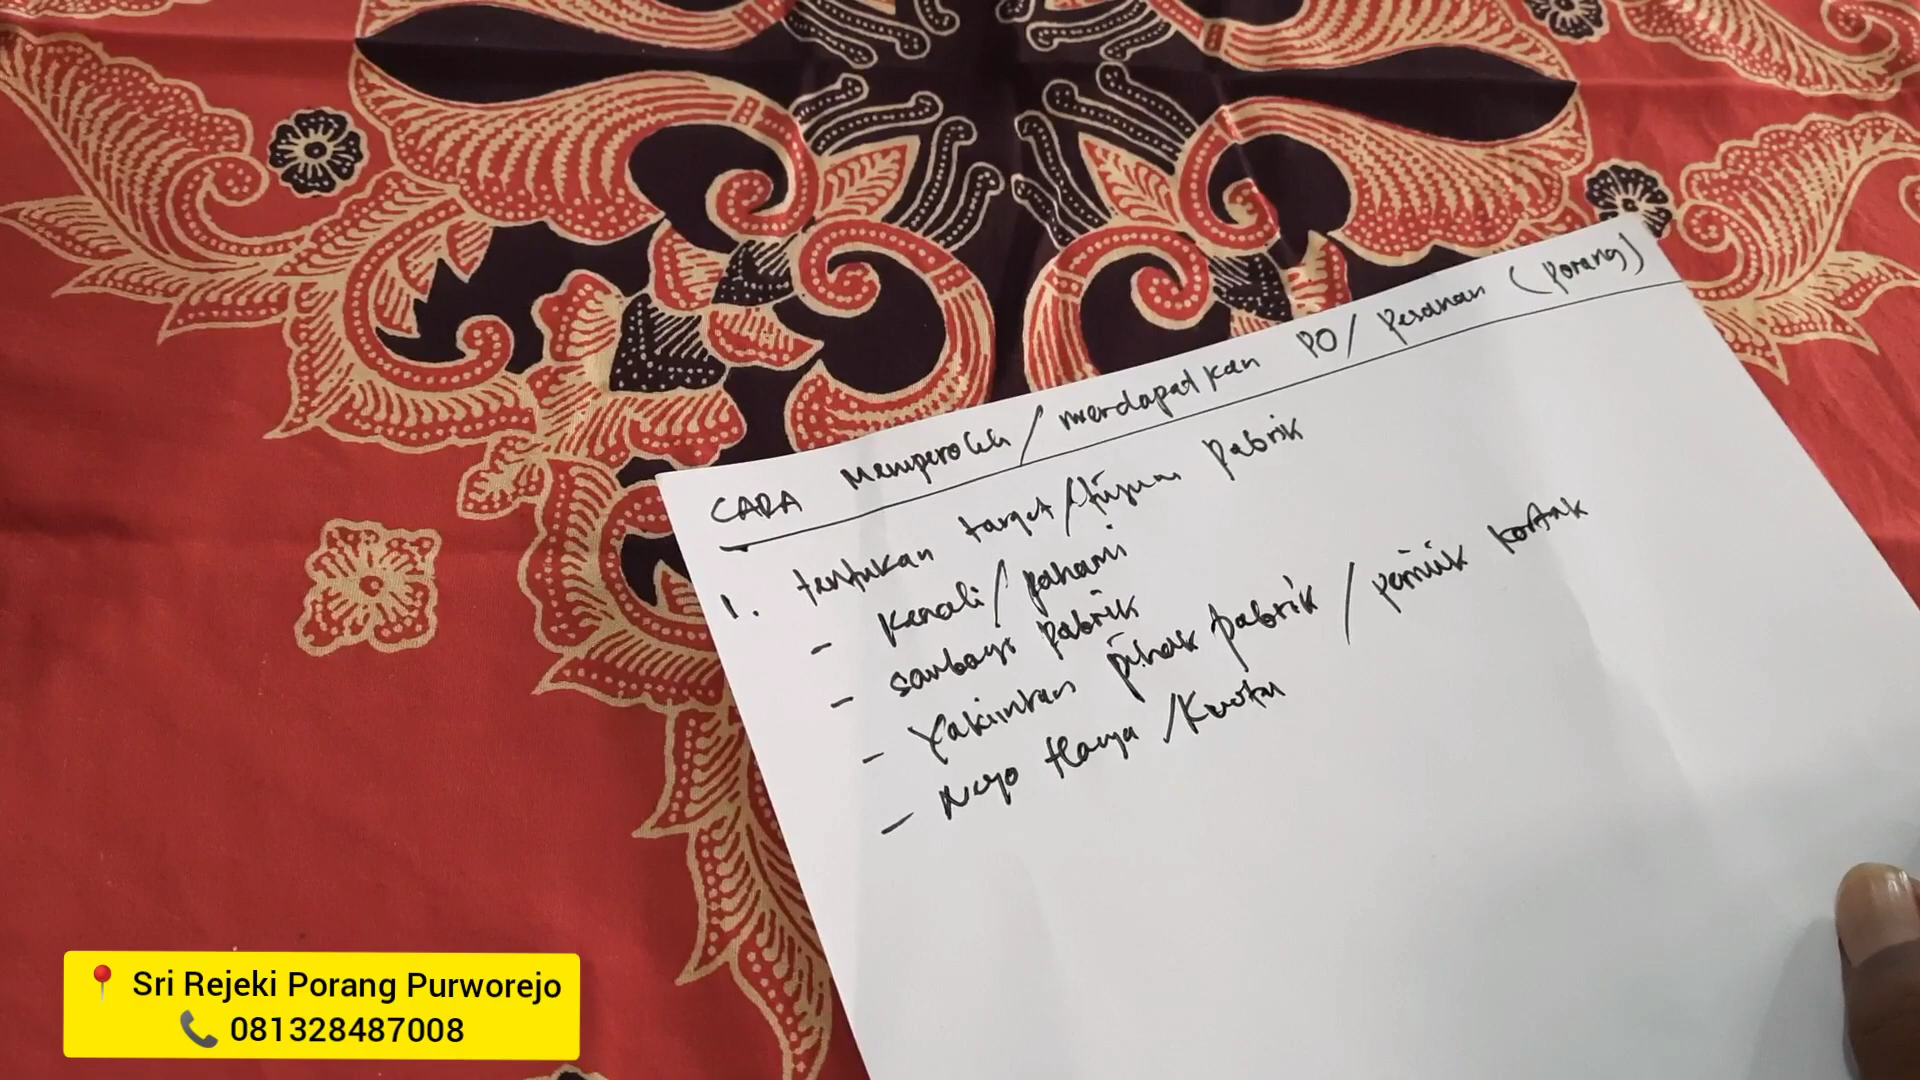 CARA Memperoleh/mendapatkan PO/Pesanan (porang)
1. tentukan target/tujuan Pabrik
- Kenali/pahami
- sambangi pabrik
- Yakinkan pihak pabrik/pemilik kontrak
- Nego Harga/Kuota
📍 Sri Rejeki Porang Purworejo
📞 081328487008